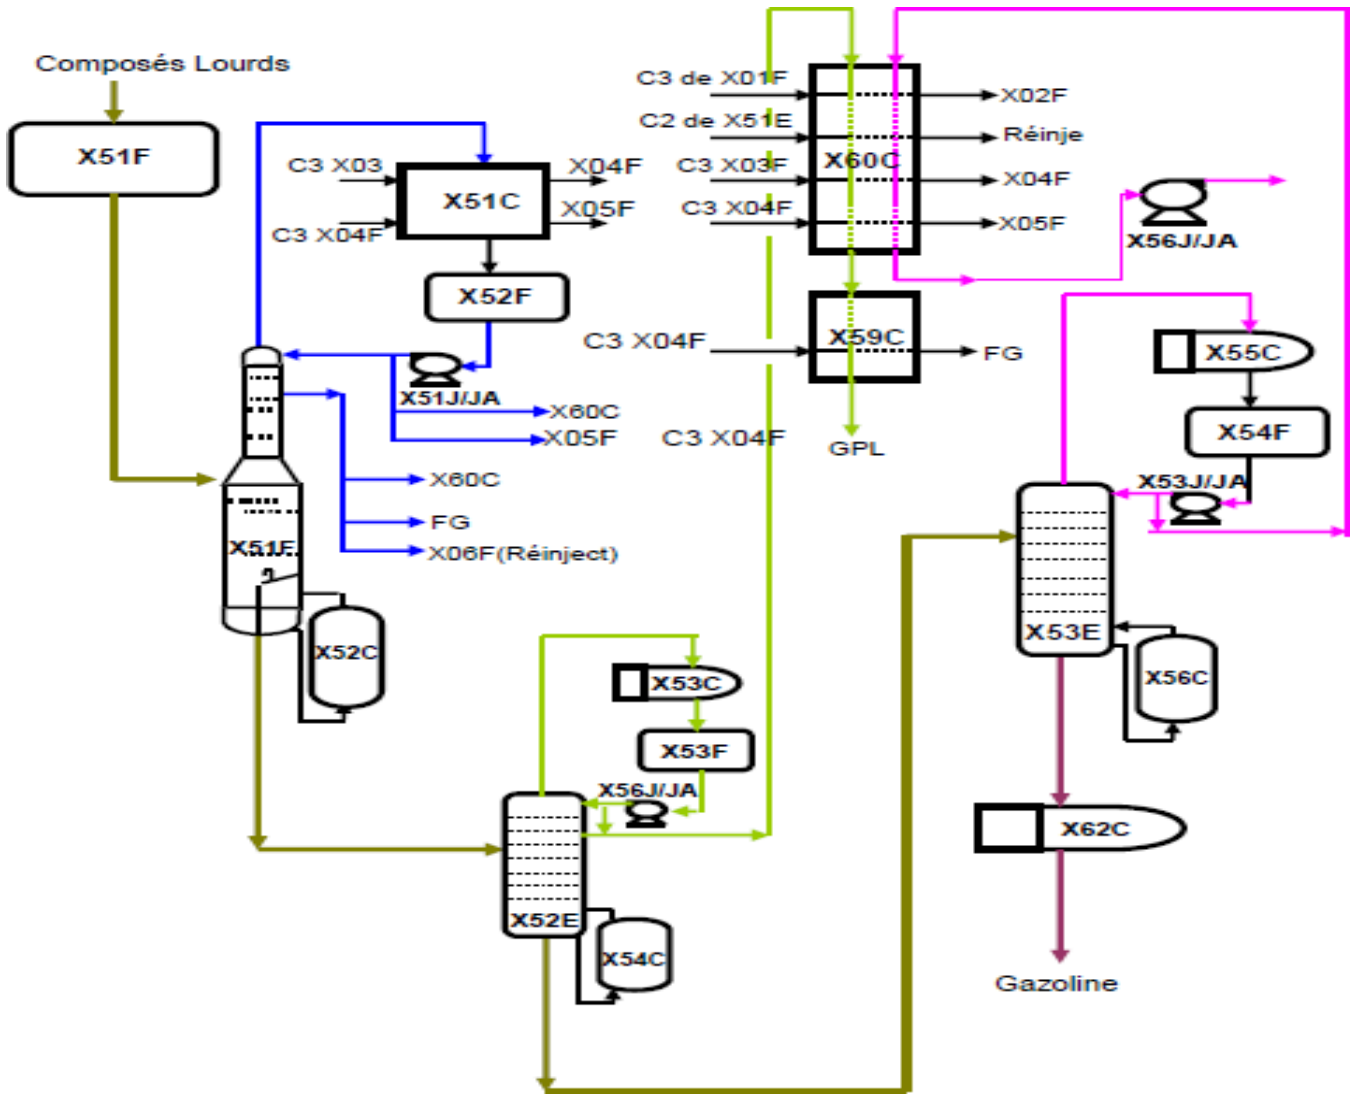 Composés Lourds
X51F
C3 X03
X04F
X51C
C3 X04F
X05F
X52F
X51J/JA
X60C
X05F
X60C
FG
X06F(Réinject)
X51F
X52C
C3 de X01F
X02F
C2 de X51E
Réinje
X60C
C3 X03F
X04F
C3 X04F
X05F
X56J/JA
C3 X04F
X59C
FG
C3 X04F
GPL
X55C
X54F
X53J/JA
X53E
X56C
X53C
X53F
X56J/JA
X52E
X54C
X62C
Gazoline